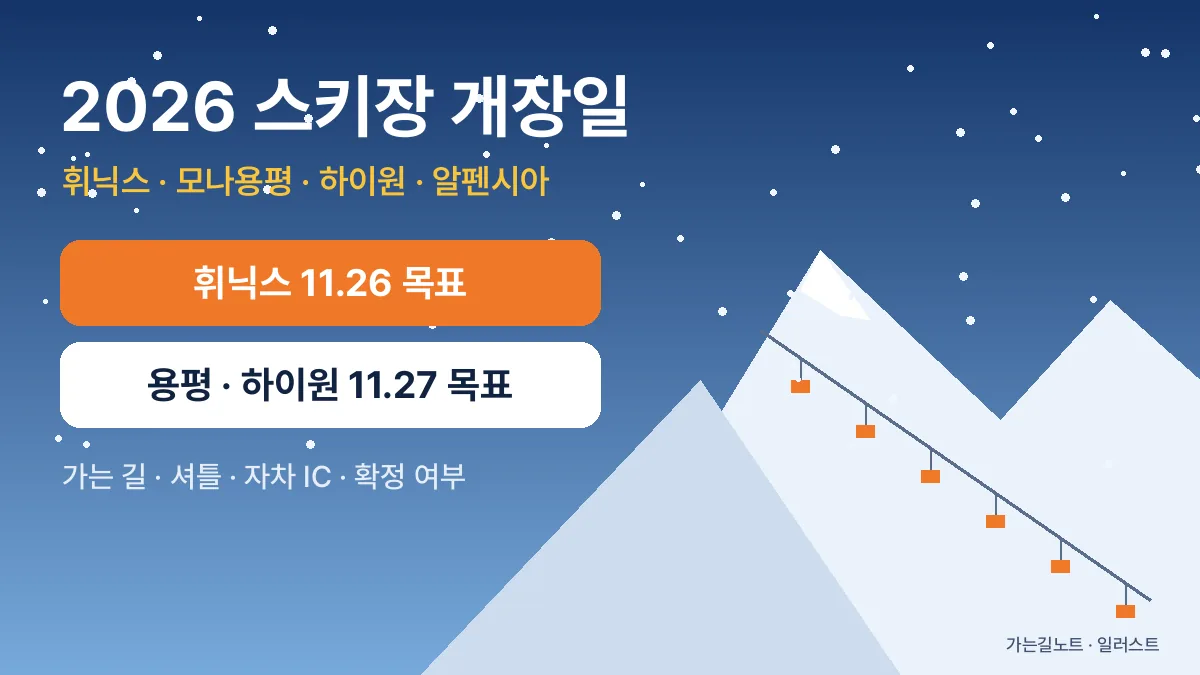 2026 스키장 개장일
휘닉스 · 모나용평 · 하이원 · 알펜시아
휘닉스 11.26 목표
용평 · 하이원 11.27 목표
가는 길 · 셔틀 · 자차 IC · 확정 여부
가는길노트 · 일러스트